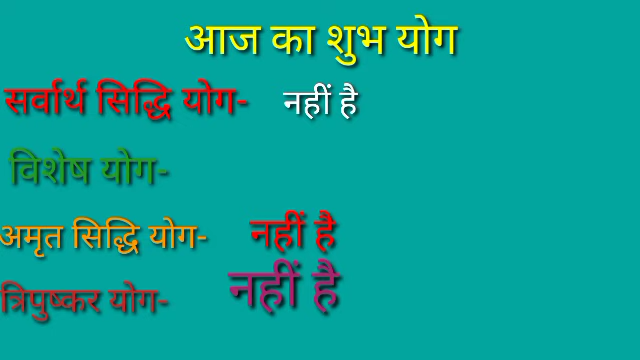 आज का शुभ योग
सर्वार्थ सिद्धि योग- नहीं है
विशेष योग-
अमृत सिद्धि योग- नहीं है
त्रिपुष्कर योग- नहीं है